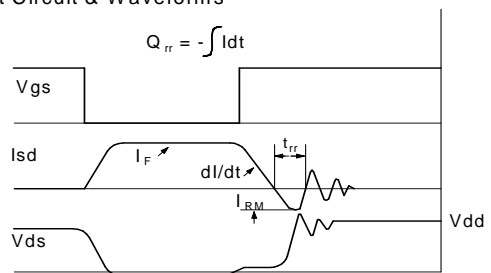 t Circuit & Waveforms
Q rr = - ∫ Idt
Vgs
Isd
I F
dI/dt
t rr
I RM
Vds
Vdd